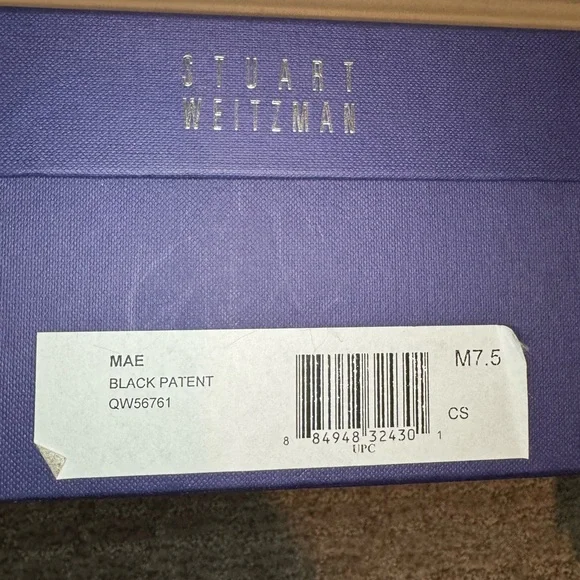 STUART
WEITZMAN
MAE
BLACK PATENT
QW56761
M7.5
CS
8 84948 32430 1
UPC